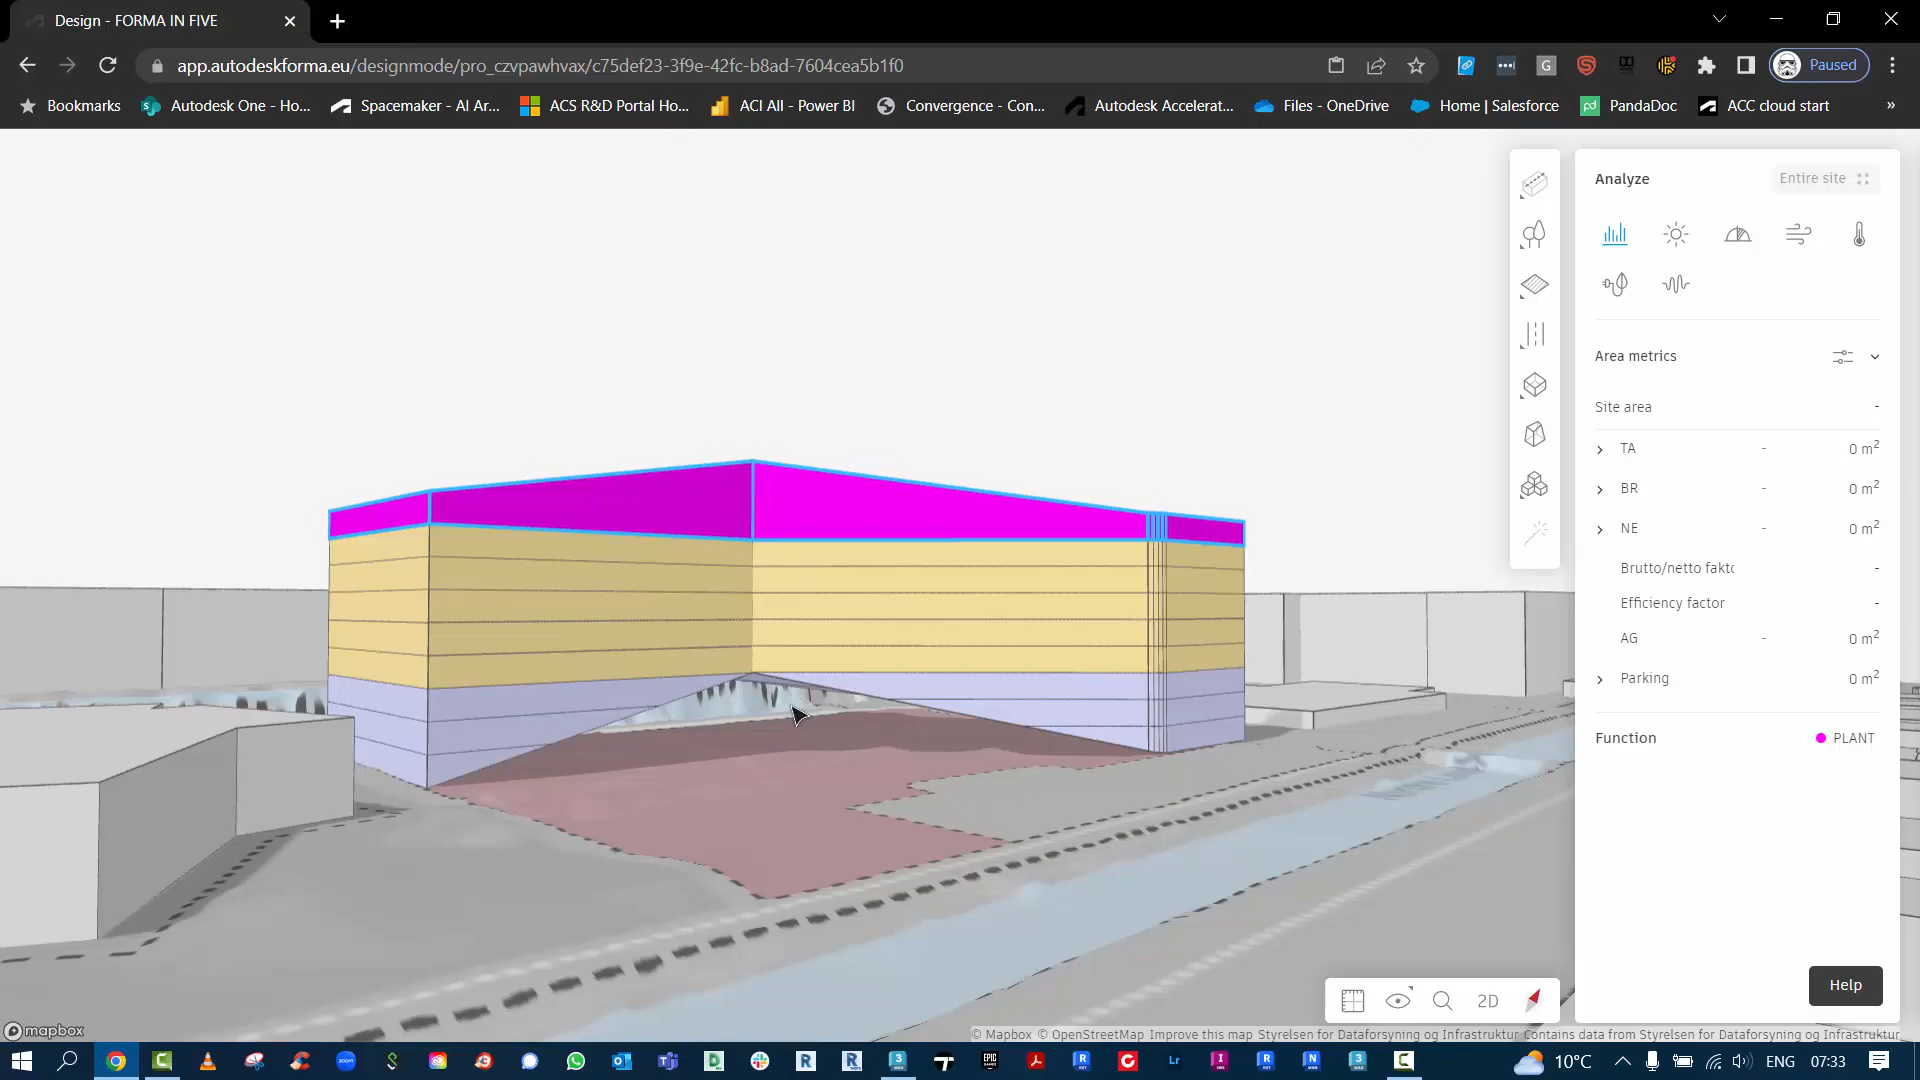 Design - FORMA IN FIVE
app.autodeskforma.eu/designmode/pro_czvpawhvax/c75def23-3f9e-42fc-b8ad-7604cea5b1f0
Paused
Bookmarks
Autodesk One - Ho...
Spacemaker - AI Ar...
ACS R&D Portal Ho...
ACI All - Power BI
Convergence - Con...
Autodesk Accelerat...
Files - OneDrive
Home | Salesforce
PandaDoc
ACC cloud start
»
Analyze
Entire site
Area metrics
Site area -
TA - 0 m²
BR - 0 m²
NE - 0 m²
Brutto/netto fakto -
Efficiency factor -
AG - 0 m²
Parking 0 m²
Function PLANT
Help
2D
mapbox
© Mapbox © OpenStreetMap Improve this map Styrelsen for Dataforsyning og Infrastruktur Contains data from Styrelsen for Dataforsyning og Infrastruktur
10°C
ENG
07:33